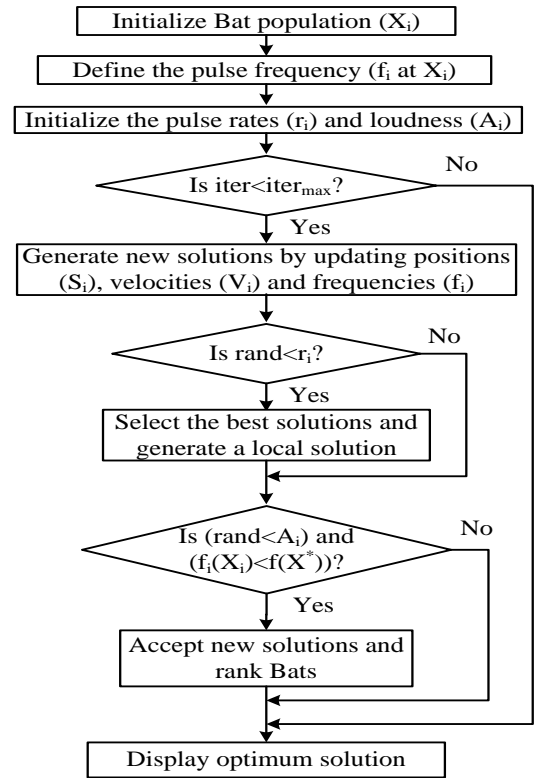 Initialize Bat population (Xᵢ)
Define the pulse frequency (fᵢ at Xᵢ)
Initialize the pulse rates (rᵢ) and loudness (Aᵢ)
Is iter<iterₘₐₓ?
No
Yes
Generate new solutions by updating positions
(Sᵢ), velocities (Vᵢ) and frequencies (fᵢ)
Is rand<rᵢ?
No
Yes
Select the best solutions and
generate a local solution
Is (rand<Aᵢ) and
(fᵢ(Xᵢ)<f(X*))?
No
Yes
Accept new solutions and
rank Bats
Display optimum solution